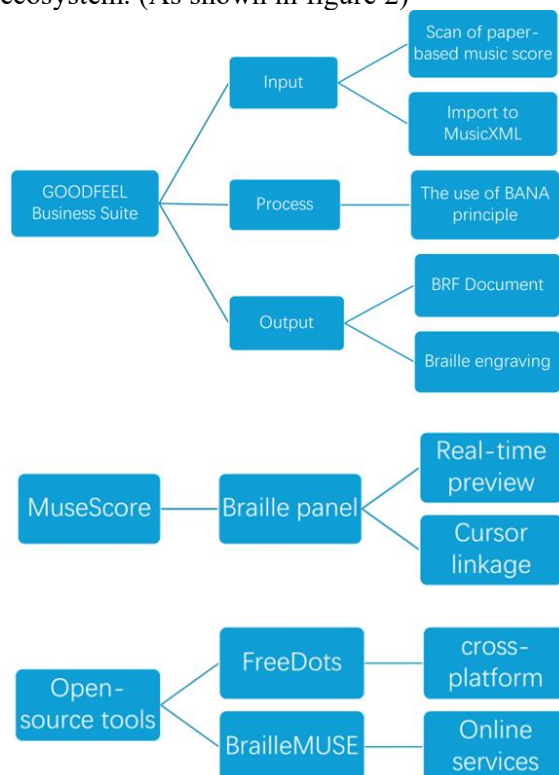 ecosystem. (As shown in figure 2)
Scan of paper-
based music score
Input
Import to
MusicXML
GOODFEEL
Business Suite
Process
The use of BANA
principle
BRF Document
Output
Braille engraving
Real-time
preview
MuseScore
Braille panel
Cursor
linkage
FreeDots
cross-
platform
Open-
source tools
BrailleMUSE
Online
services